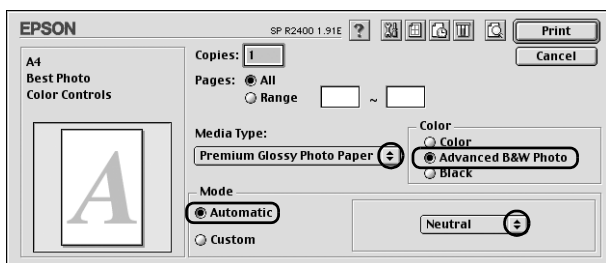 EPSON
SP R2400 1.91E
?
Print
Cancel
A4
Best Photo
Color Controls
A
Copies: 1
Pages: All
Range ~
Media Type:
Premium Glossy Photo Paper
Color
Color
Advanced B&W Photo
Black
Mode
Automatic
Custom
Neutral